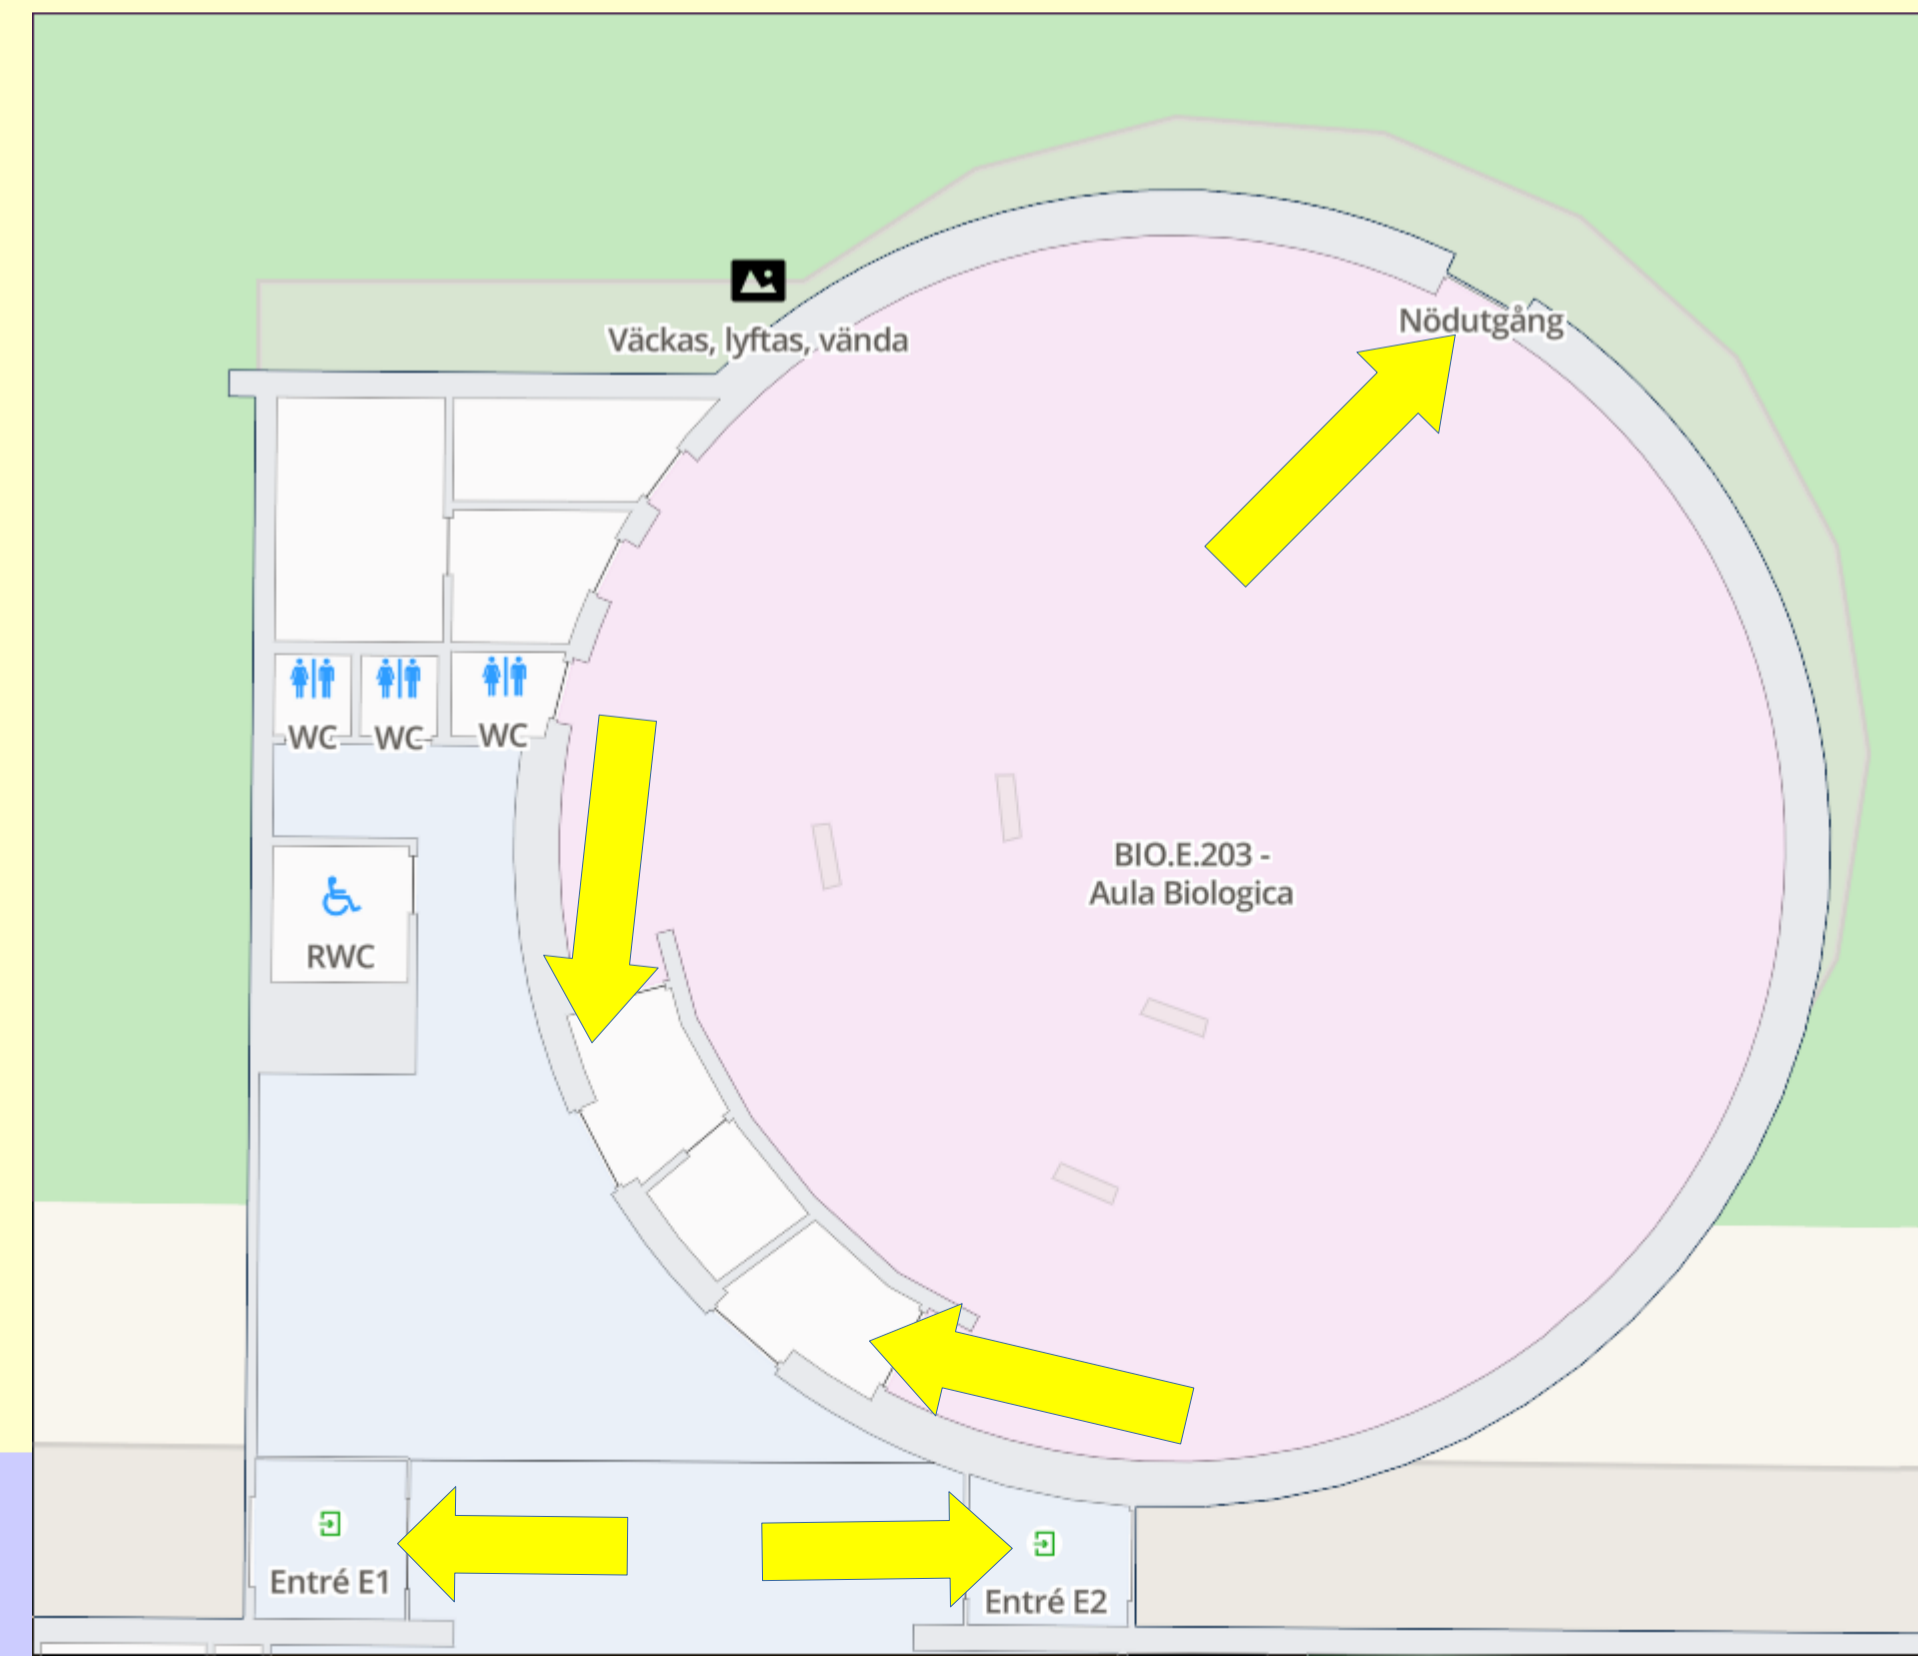 Väckas, lyftas, vända
Nödutgång
WC
WC
WC
BIO.E.203 -
Aula Biologica
RWC
Entré E1
Entré E2